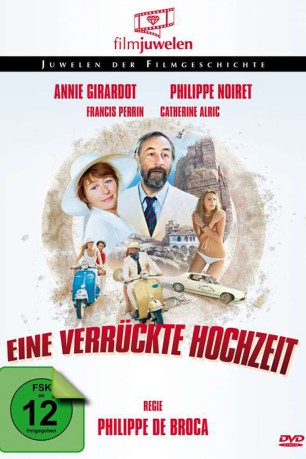 filmjuwelen
JUWELEN DER FILMGESCHICHTE
ANNIE GIRARDOT PHILIPPE NOIRET
FRANCIS PERRIN CATHERINE ALRIC
EINE VERRÜCKTE HOCHZEIT
FSK
ab
12
freigegeben
REGIE
PHILIPPE DE BROCA
DVD